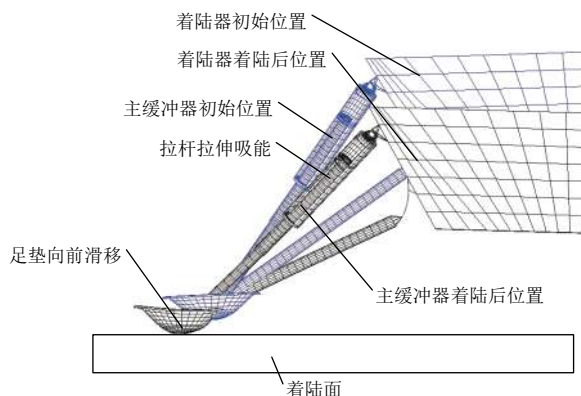 着陆器初始位置
着陆器着陆后位置
主缓冲器初始位置
拉杆拉伸吸能
足垫向前滑移
主缓冲器着陆后位置
着陆面